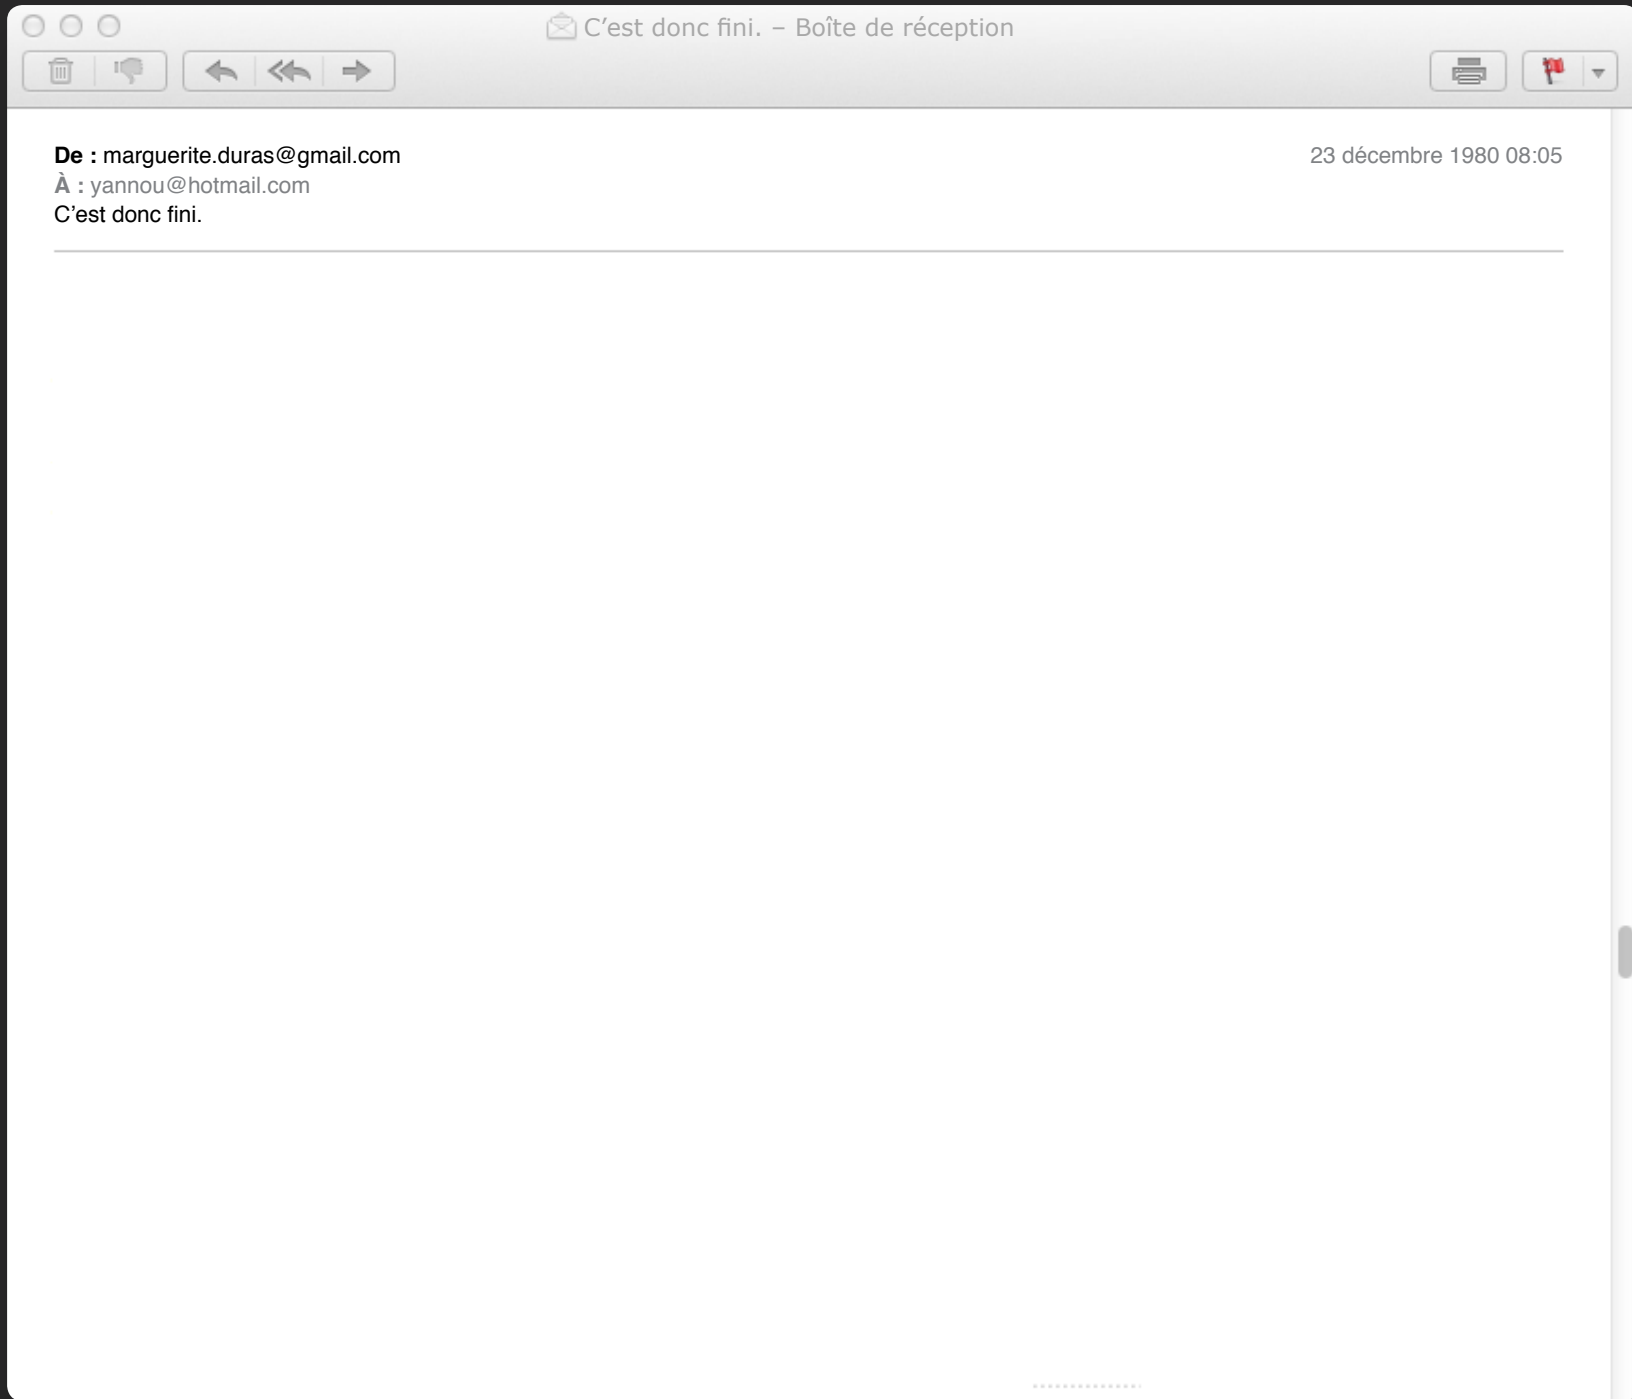 C’est donc fini. – Boîte de réception
De : marguerite.duras@gmail.com
23 décembre 1980 08:05
À : yannou@hotmail.com
C’est donc fini.